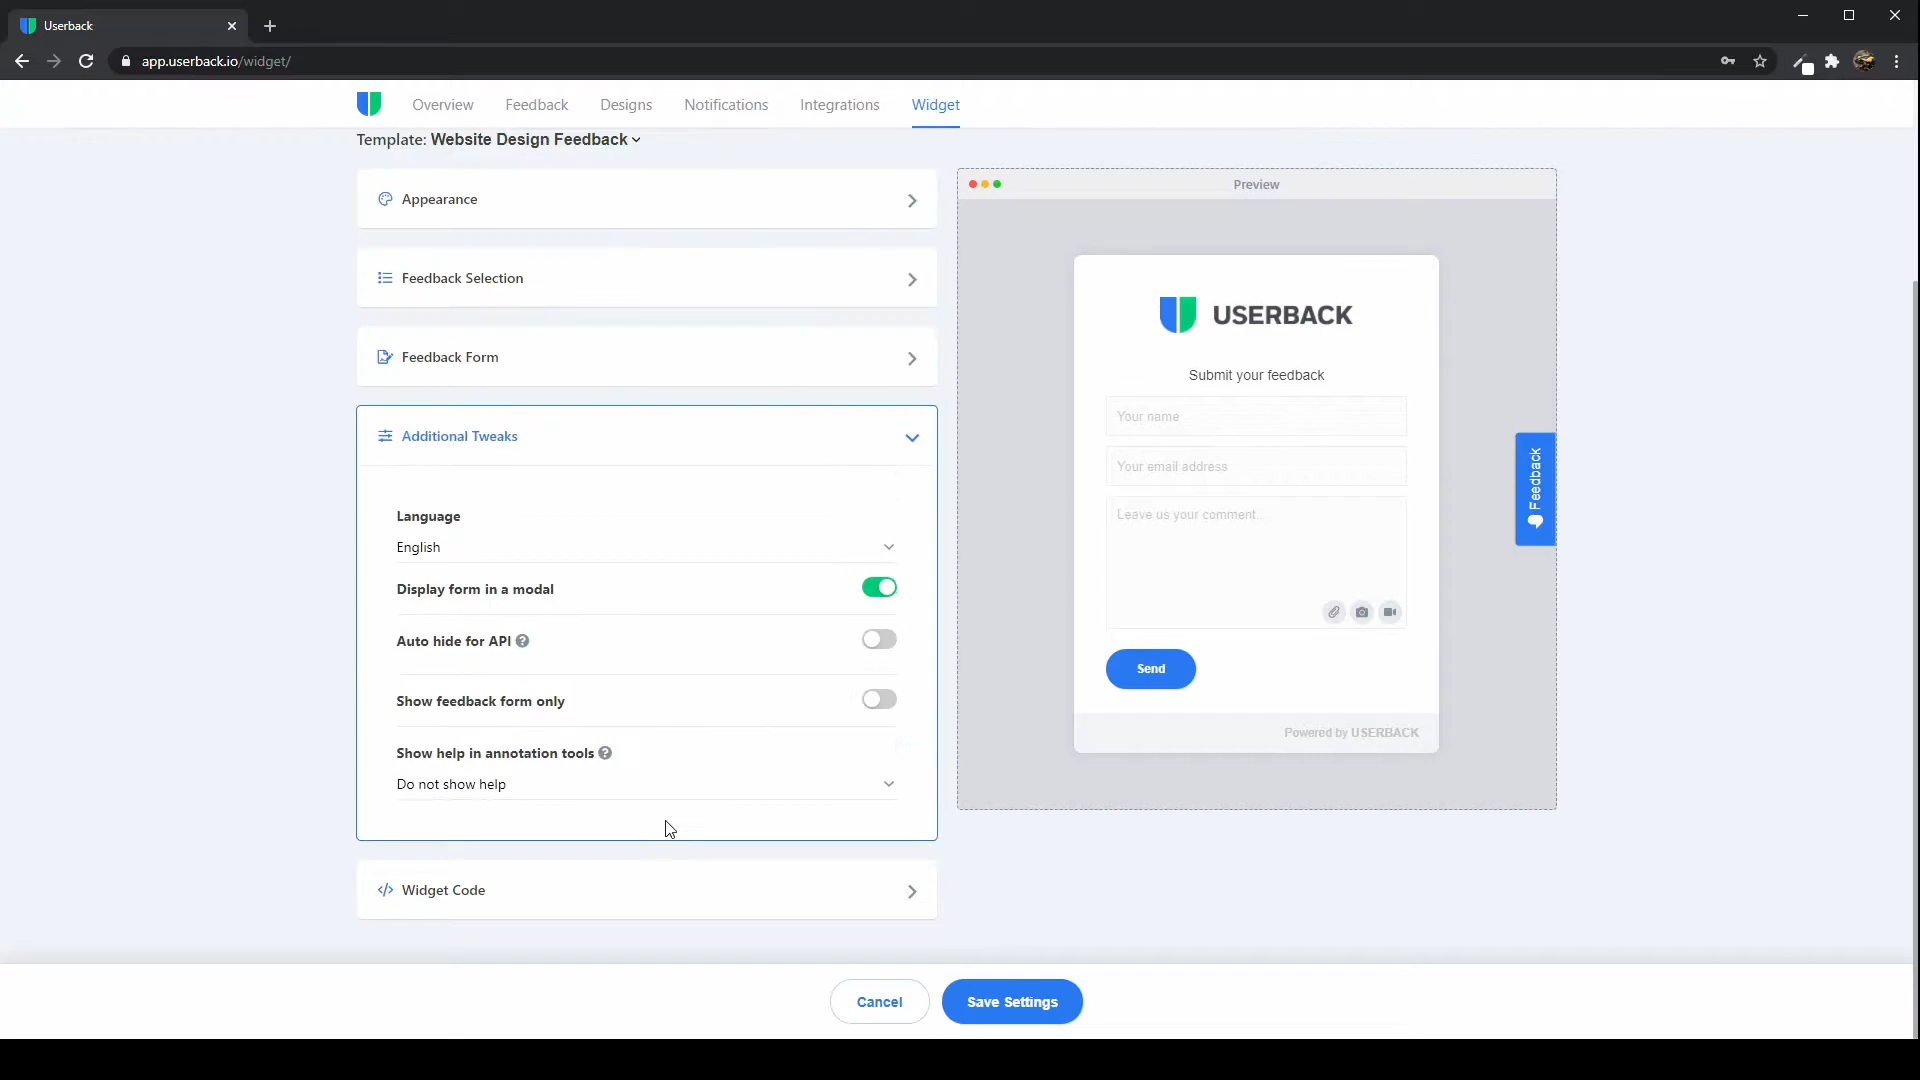 Userback
app.userback.io/widget/
Overview
Feedback
Designs
Notifications
Integrations
Widget
Template: Website Design Feedback
Appearance
Feedback Selection
Feedback Form
Additional Tweaks
Language
English
Display form in a modal
Auto hide for API
Show feedback form only
Show help in annotation tools
Do not show help
Widget Code
Preview
USERBACK
Submit your feedback
Your name
Your email address
Leave us your comment...
Send
Powered by USERBACK
Feedback
Cancel
Save Settings